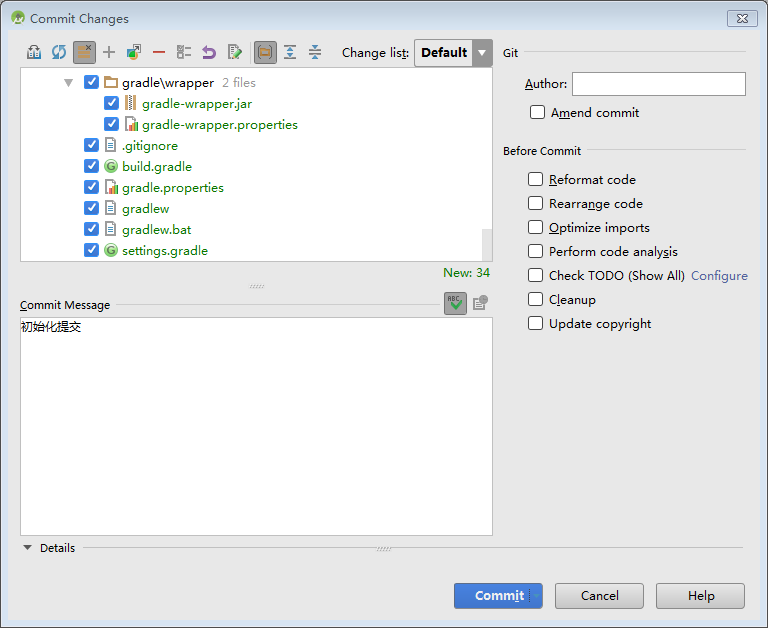 Commit Changes
Change list: Default
gradle\wrapper 2 files
gradle-wrapper.jar
gradle-wrapper.properties
.gitignore
build.gradle
gradle.properties
gradlew
gradlew.bat
settings.gradle
New: 34
Commit Message
ABC
初始化提交
Git
Author:
Amend commit
Before Commit
Reformat code
Rearrange code
Optimize imports
Perform code analysis
Check TODO (Show All) Configure
Cleanup
Update copyright
Details
Commit
Cancel
Help